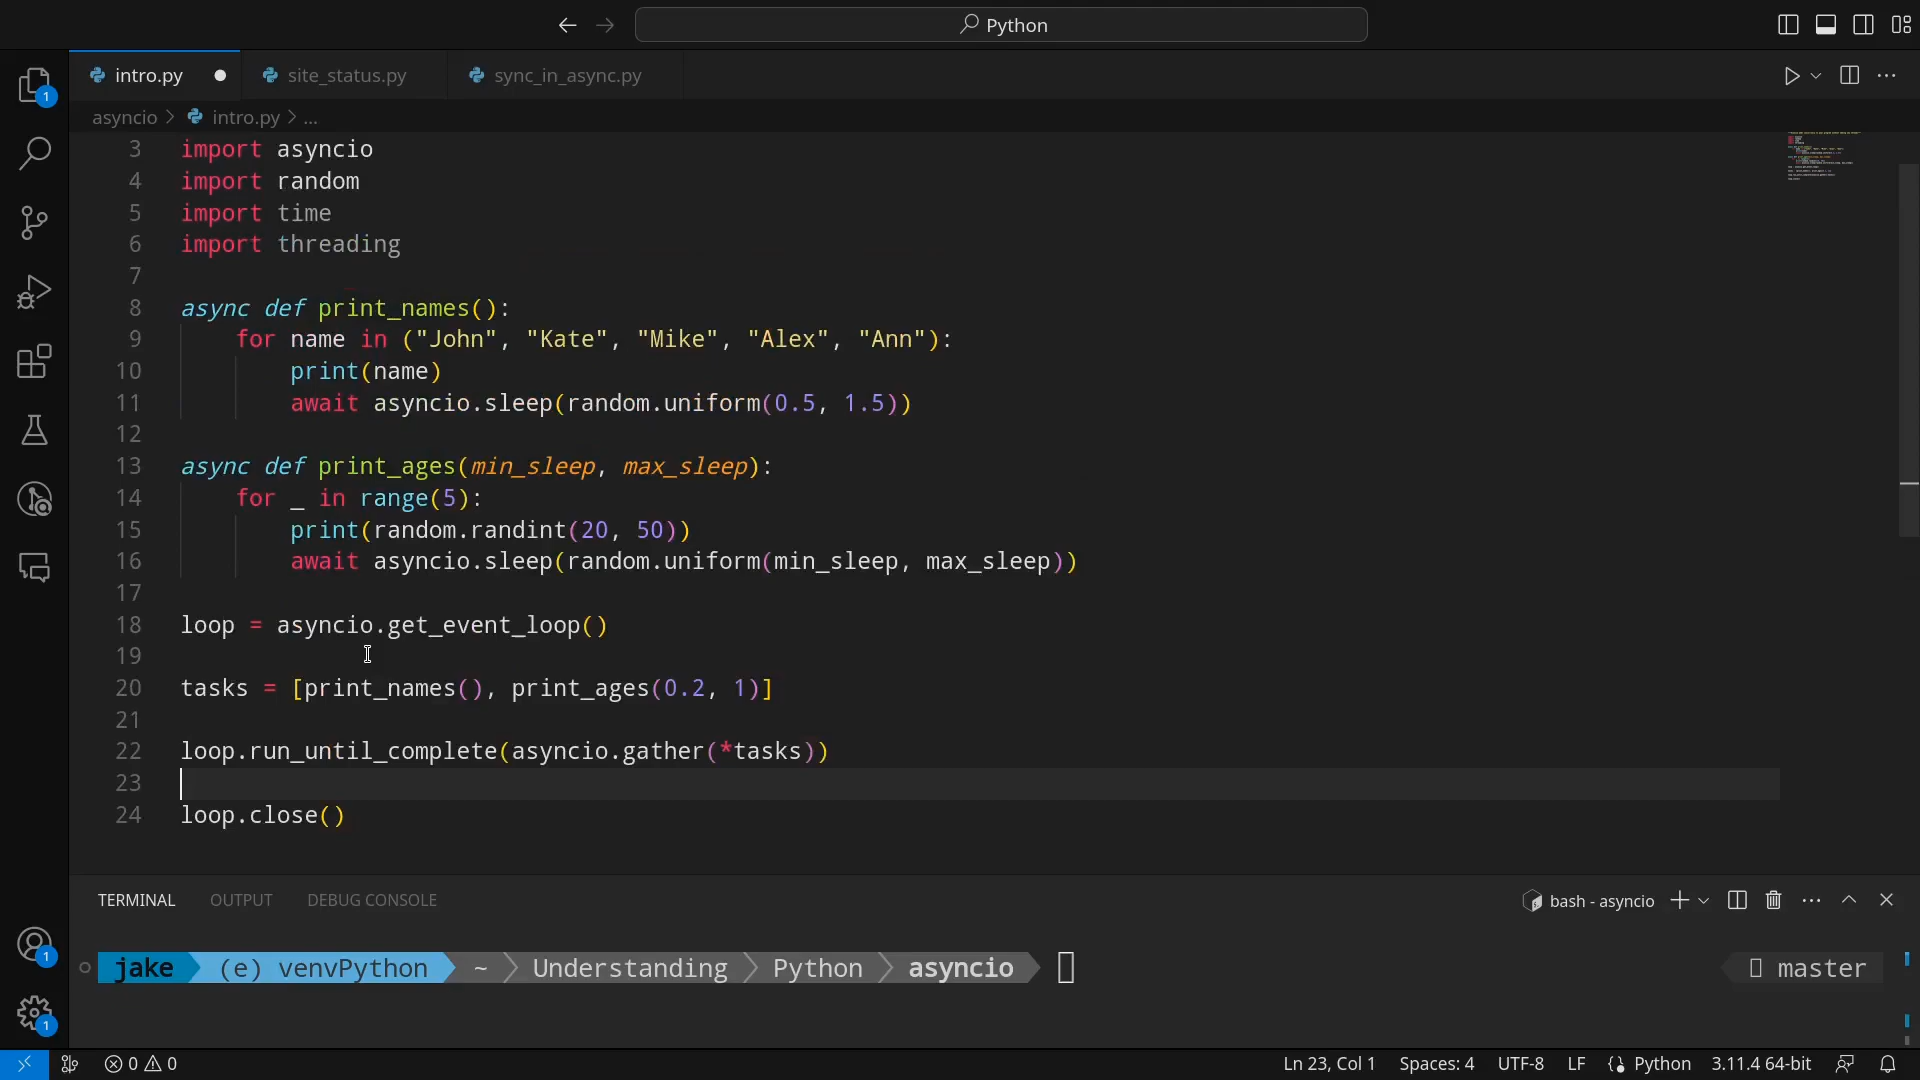 Python
intro.py
site_status.py
sync_in_async.py
asyncio > intro.py > ...
3 import asyncio
4 import random
5 import time
6 import threading
7
8 async def print_names():
9 for name in ("John", "Kate", "Mike", "Alex", "Ann"):
10 print(name)
11 await asyncio.sleep(random.uniform(0.5, 1.5))
12
13 async def print_ages(min_sleep, max_sleep):
14 for _ in range(5):
15 print(random.randint(20, 50))
16 await asyncio.sleep(random.uniform(min_sleep, max_sleep))
17
18 loop = asyncio.get_event_loop()
19
20 tasks = [print_names(), print_ages(0.2, 1)]
21
22 loop.run_until_complete(asyncio.gather(*tasks))
23
24 loop.close()
1
1
1
TERMINAL OUTPUT DEBUG CONSOLE
bash - asyncio
jake (e) venvPython ~ Understanding Python asyncio
master
0 0
Ln 23, Col 1 Spaces: 4 UTF-8 LF Python 3.11.4 64-bit